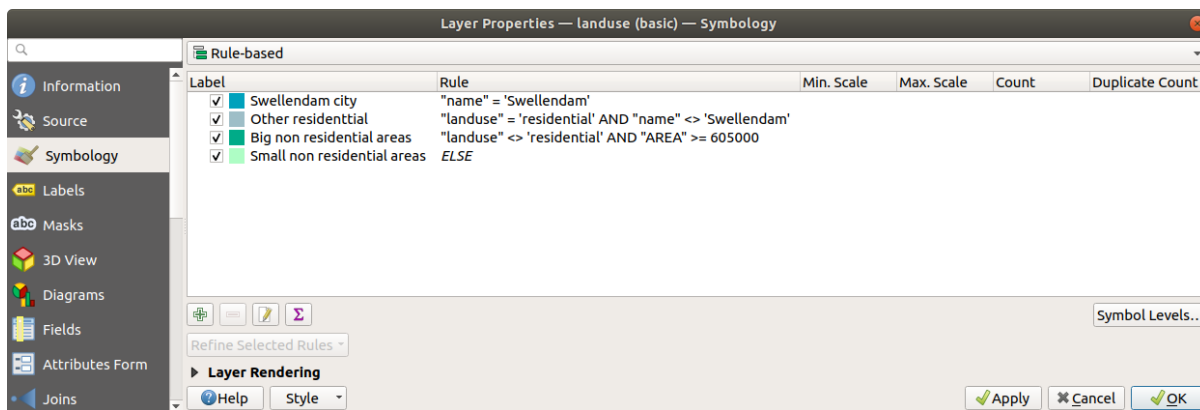 Layer Properties — landuse (basic) — Symbology
Rule-based
Information
Source
Symbology
Labels
Masks
3D View
Diagrams
Fields
Attributes Form
Joins
Label Rule Min. Scale Max. Scale Count Duplicate Count
Swellendam city "name" = 'Swellendam'
Other residenttial "landuse" = 'residential' AND "name" <> 'Swellendam'
Big non residential areas "landuse" <> 'residential' AND "AREA" >= 605000
Small non residential areas ELSE
Symbol Levels...
Refine Selected Rules
Layer Rendering
Help Style Apply Cancel OK